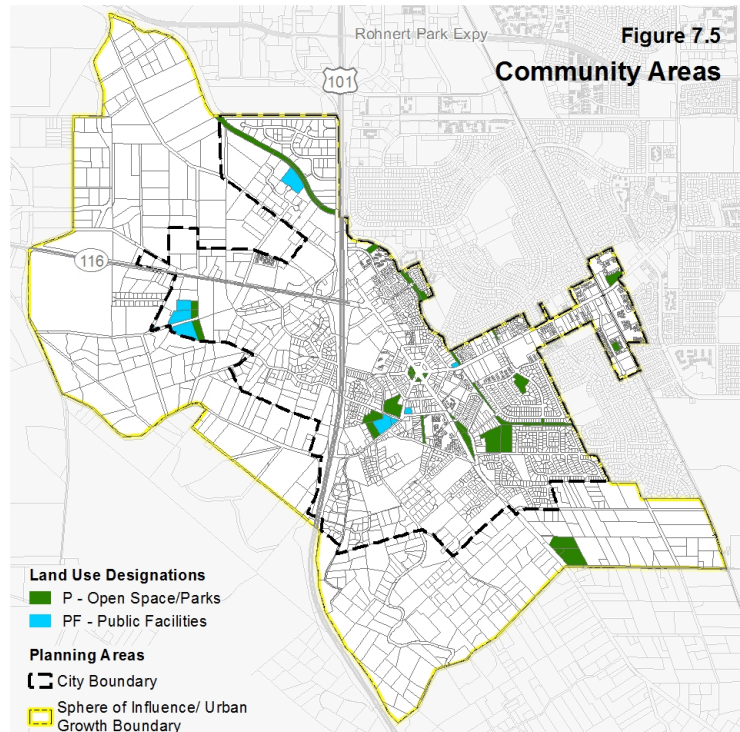 Rohnert Park Expy
Figure 7.5
Community Areas
101
116
Land Use Designations
P - Open Space/Parks
PF - Public Facilities
Planning Areas
City Boundary
Sphere of Influence/ Urban
Growth Boundary